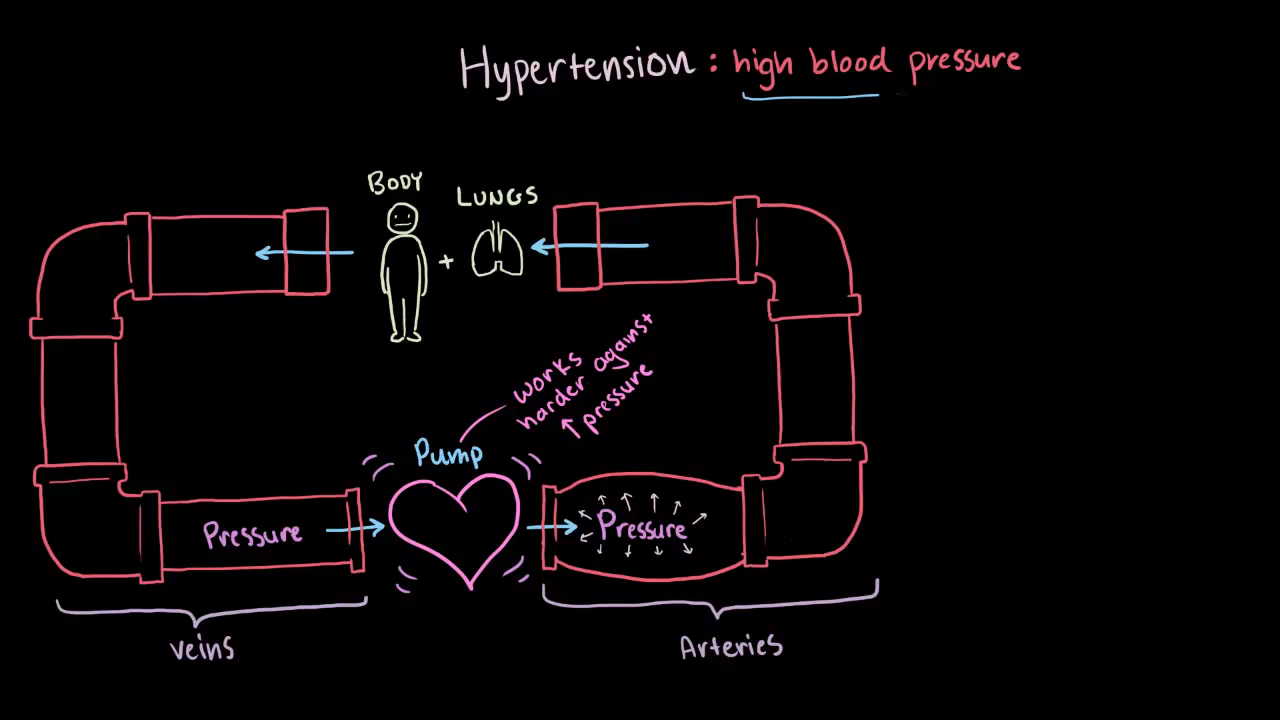 Hypertension : high blood pressure
BODY
+
LUNGS
works
harder against
↑ pressure
Pump
Pressure
Pressure
veins
Arteries